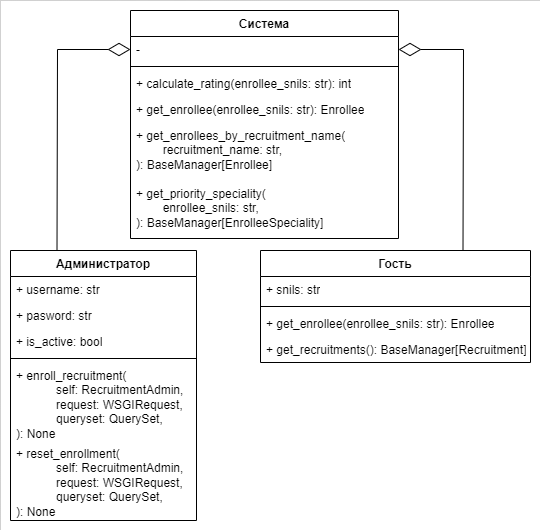 Система
-
+ calculate_rating(enrollee_snils: str): int
+ get_enrollee(enrollee_snils: str): Enrollee
+ get_enrollees_by_recruitment_name(
recruitment_name: str,
): BaseManager[Enrollee]
+ get_priority_speciality(
enrollee_snils: str,
): BaseManager[EnrolleeSpeciality]
Администратор
+ username: str
+ pasword: str
+ is_active: bool
+ enroll_recruitment(
self: RecruitmentAdmin,
request: WSGIRequest,
queryset: QuerySet,
): None
+ reset_enrollment(
self: RecruitmentAdmin,
request: WSGIRequest,
queryset: QuerySet,
): None
Гость
+ snils: str
+ get_enrollee(enrollee_snils: str): Enrollee
+ get_recruitments(): BaseManager[Recruitment]